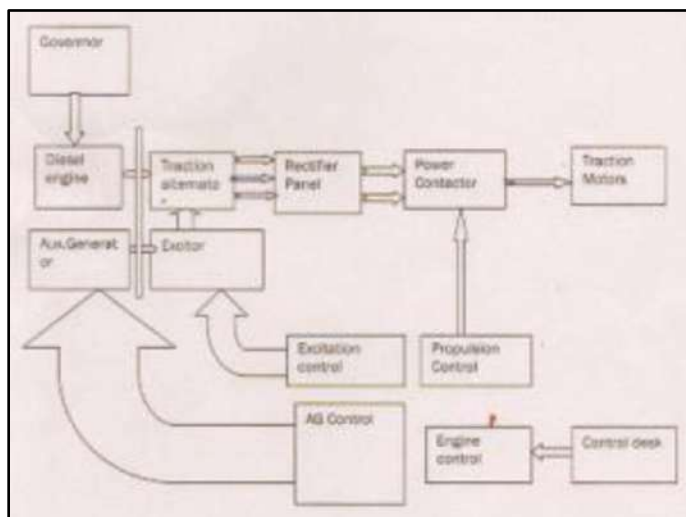 Governor
Diesel
engine
Traction
alternato
r
Rectifier
Panel
Power
Contactor
Traction
Motors
Aux.Generat
or
Exciter
Excitation
control
Propulsion
Control
AG Control
Engine
control
Control desk